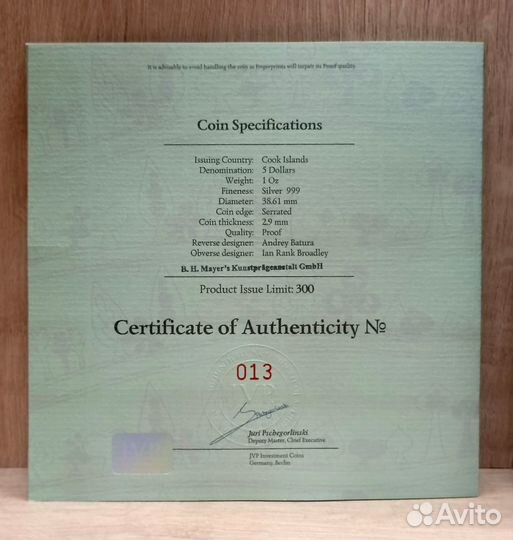 It is advisable to avoid handling the coin as fingerprints will impair its Proof quality.
Coin Specifications
Issuing Country: Cook Islands
Denomination: 5 Dollars
Weight: 1 Oz
Fineness: Silver 999
Diameter: 38.61 mm
Coin edge: Serrated
Coin thickness: 2.9 mm
Quality: Proof
Reverse designer: Andrey Batura
Obverse designer: Ian Rank Broadley
B. H. Mayer's Kunstprägeanstalt GmbH
Product Issue Limit: 300
Certificate of Authenticity №
013
Juri Pschegorlinski
Deputy Master, Chief Executive
JVP Investment Coins
Germany, Berlin
JVP
Avito